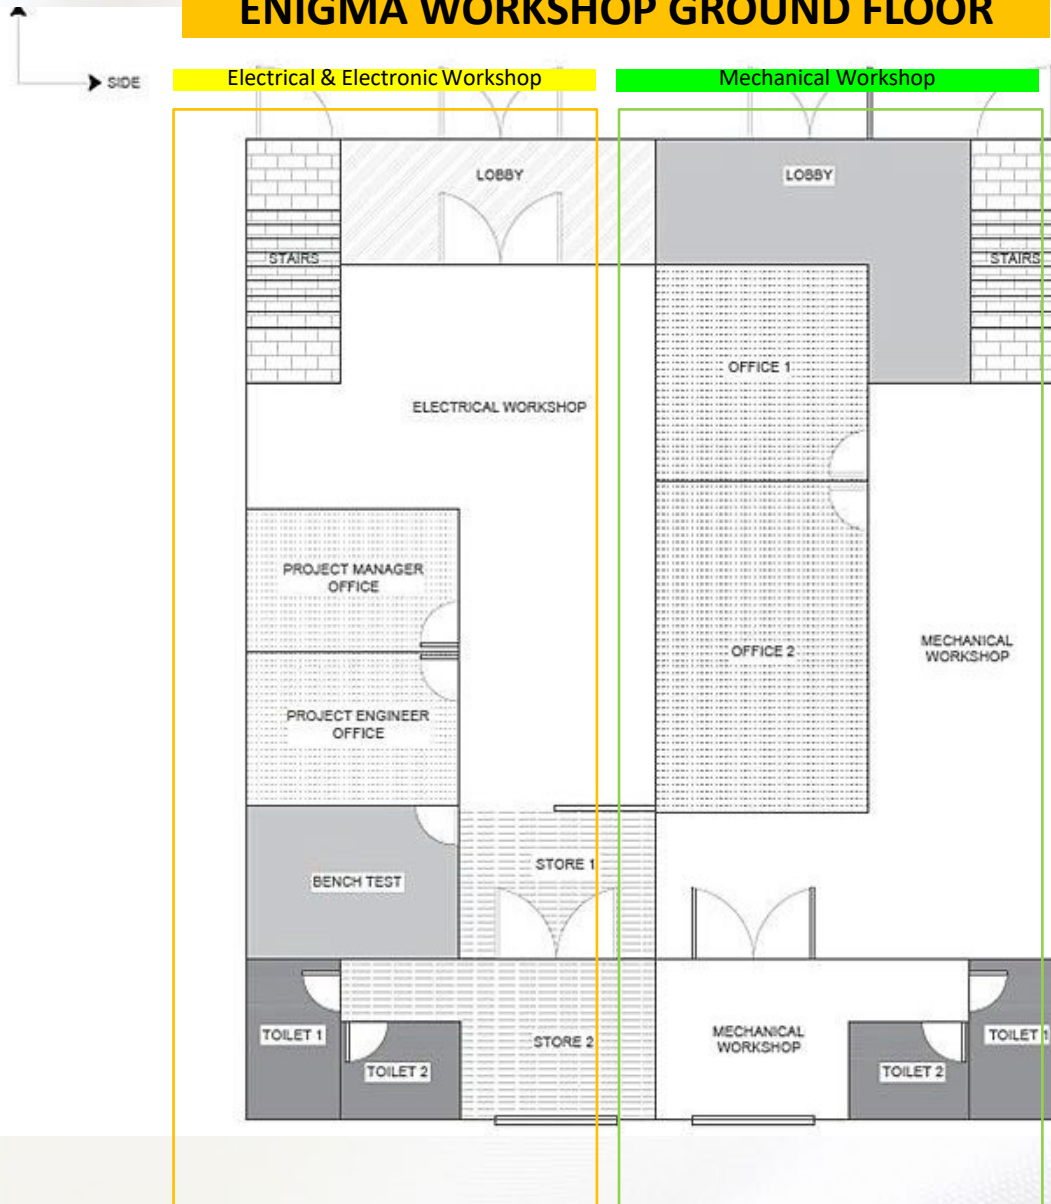 ENIGMA WORKSHOP GROUND FLOOR
SIDE
Electrical & Electronic Workshop
Mechanical Workshop
LOBBY
LOBBY
STAIRS
STAIRS
OFFICE 1
ELECTRICAL WORKSHOP
PROJECT MANAGER
OFFICE
OFFICE 2
MECHANICAL
WORKSHOP
PROJECT ENGINEER
OFFICE
STORE 1
BENCH TEST
TOILET 1
STORE 2
MECHANICAL
WORKSHOP
TOILET 1
TOILET 2
TOILET 2